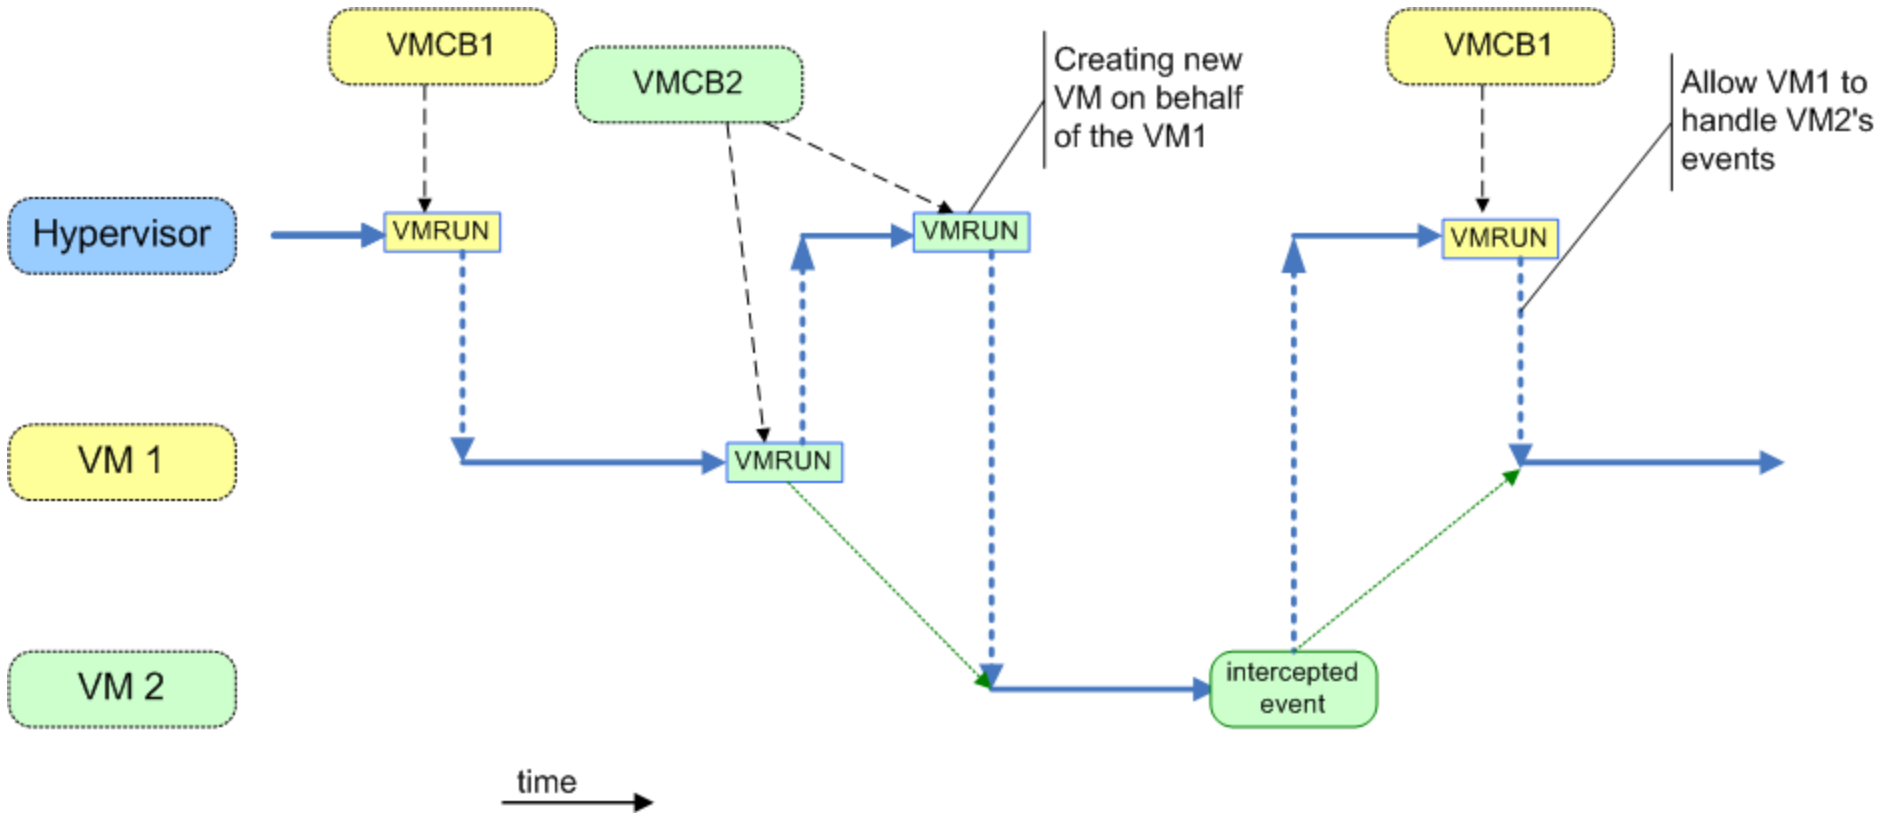 VMCB1
VMCB2
Creating new
VM on behalf
of the VM1
VMCB1
Allow VM1 to
handle VM2's
events
Hypervisor
VMRUN
VMRUN
VMRUN
VM 1
VMRUN
VM 2
intercepted
event
time